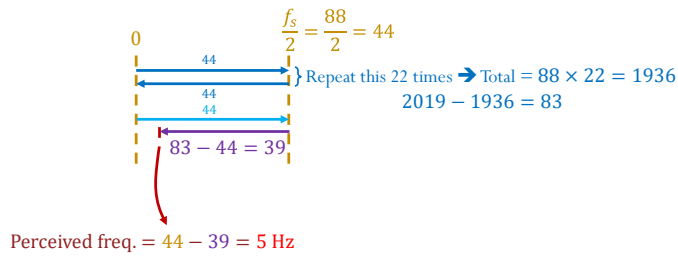 0
f_s/2 = 88/2 = 44
44
} Repeat this 22 times ➔ Total = 88 × 22 = 1936
44
2019 − 1936 = 83
44
83 − 44 = 39
Perceived freq. = 44 − 39 = 5 Hz